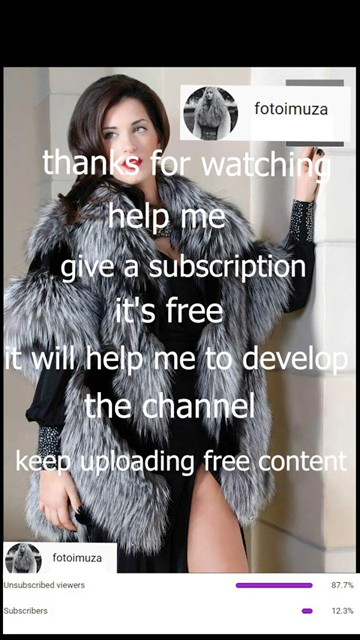 fotoimuza
thanks for watching
help me
give a subscription
it's free
it will help me to develop
the channel
keep uploading free content
fotoimuza
Unsubscribed viewers 87.7%
Subscribers 12.3%